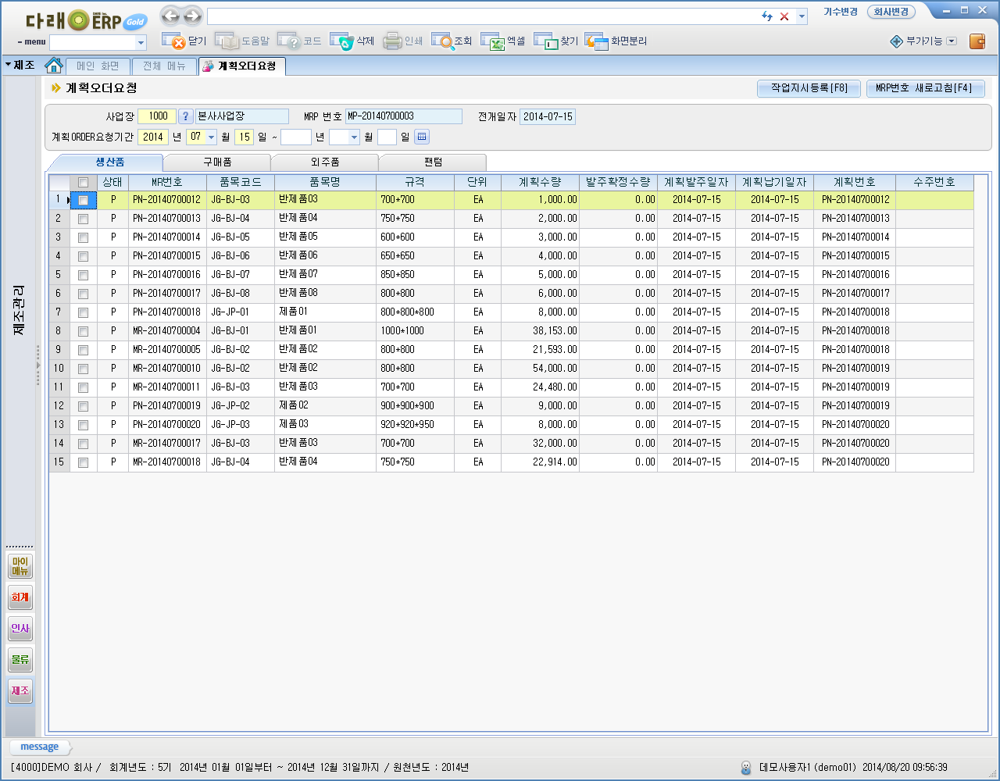 다래 ERP Gold
기수변경 회사변경
- menu 닫기 도움말 코드 삭제 인쇄 조회 엑셀 찾기 화면분리 부가기능
제조 메인 화면 전체 메뉴 계획오더요청
계획오더요청 작업지시등록[F8] MRP번호 새로고침[F4]
사업장 1000 ? 본사사업장 MRP 번호 MP-20140700003 전개일자 2014-07-15
계획ORDER요청기간 2014 년 07 월 15 일 ~ 년 월 일
생산품 구매품 외주품 팬텀
상태 MR번호 품목코드 품목명 규격 단위 계획수량 발주확정수량 계획발주일자 계획납기일자 계획번호 수주번호
1 P PN-20140700012 JG-BJ-03 반제품03 700*700 EA 1,000.00 0.00 2014-07-15 2014-07-15 PN-20140700012
2 P PN-20140700013 JG-BJ-04 반제품04 750*750 EA 2,000.00 0.00 2014-07-15 2014-07-15 PN-20140700013
3 P PN-20140700014 JG-BJ-05 반제품05 600*600 EA 3,000.00 0.00 2014-07-15 2014-07-15 PN-20140700014
4 P PN-20140700015 JG-BJ-06 반제품06 650*650 EA 4,000.00 0.00 2014-07-15 2014-07-15 PN-20140700015
5 P PN-20140700016 JG-BJ-07 반제품07 850*850 EA 5,000.00 0.00 2014-07-15 2014-07-15 PN-20140700016
6 P PN-20140700017 JG-BJ-08 반제품08 800*800 EA 6,000.00 0.00 2014-07-15 2014-07-15 PN-20140700017
7 P PN-20140700018 JG-JP-01 제품01 800*800*800 EA 8,000.00 0.00 2014-07-15 2014-07-15 PN-20140700018
8 P MR-20140700004 JG-BJ-01 반제품01 1000*1000 EA 38,153.00 0.00 2014-07-15 2014-07-15 PN-20140700018
9 P MR-20140700005 JG-BJ-02 반제품02 800*800 EA 21,593.00 0.00 2014-07-15 2014-07-15 PN-20140700018
10 P MR-20140700010 JG-BJ-02 반제품02 800*800 EA 54,000.00 0.00 2014-07-15 2014-07-15 PN-20140700019
11 P MR-20140700011 JG-BJ-03 반제품03 700*700 EA 24,480.00 0.00 2014-07-15 2014-07-15 PN-20140700019
12 P PN-20140700019 JG-JP-02 제품02 900*900*900 EA 9,000.00 0.00 2014-07-15 2014-07-15 PN-20140700019
13 P PN-20140700020 JG-JP-03 제품03 920*920*950 EA 8,000.00 0.00 2014-07-15 2014-07-15 PN-20140700020
14 P MR-20140700017 JG-BJ-03 반제품03 700*700 EA 32,000.00 0.00 2014-07-15 2014-07-15 PN-20140700020
15 P MR-20140700018 JG-BJ-04 반제품04 750*750 EA 22,914.00 0.00 2014-07-15 2014-07-15 PN-20140700020
제조관리
마이
메뉴
회계
인사
물류
제조
message
[4000]DEMO 회사 / 회계년도 : 5기 2014년 01월 01일부터 ~ 2014년 12월 31일까지 / 원천년도 : 2014년 데모사용자1 (demo01) 2014/08/20 09:56:39